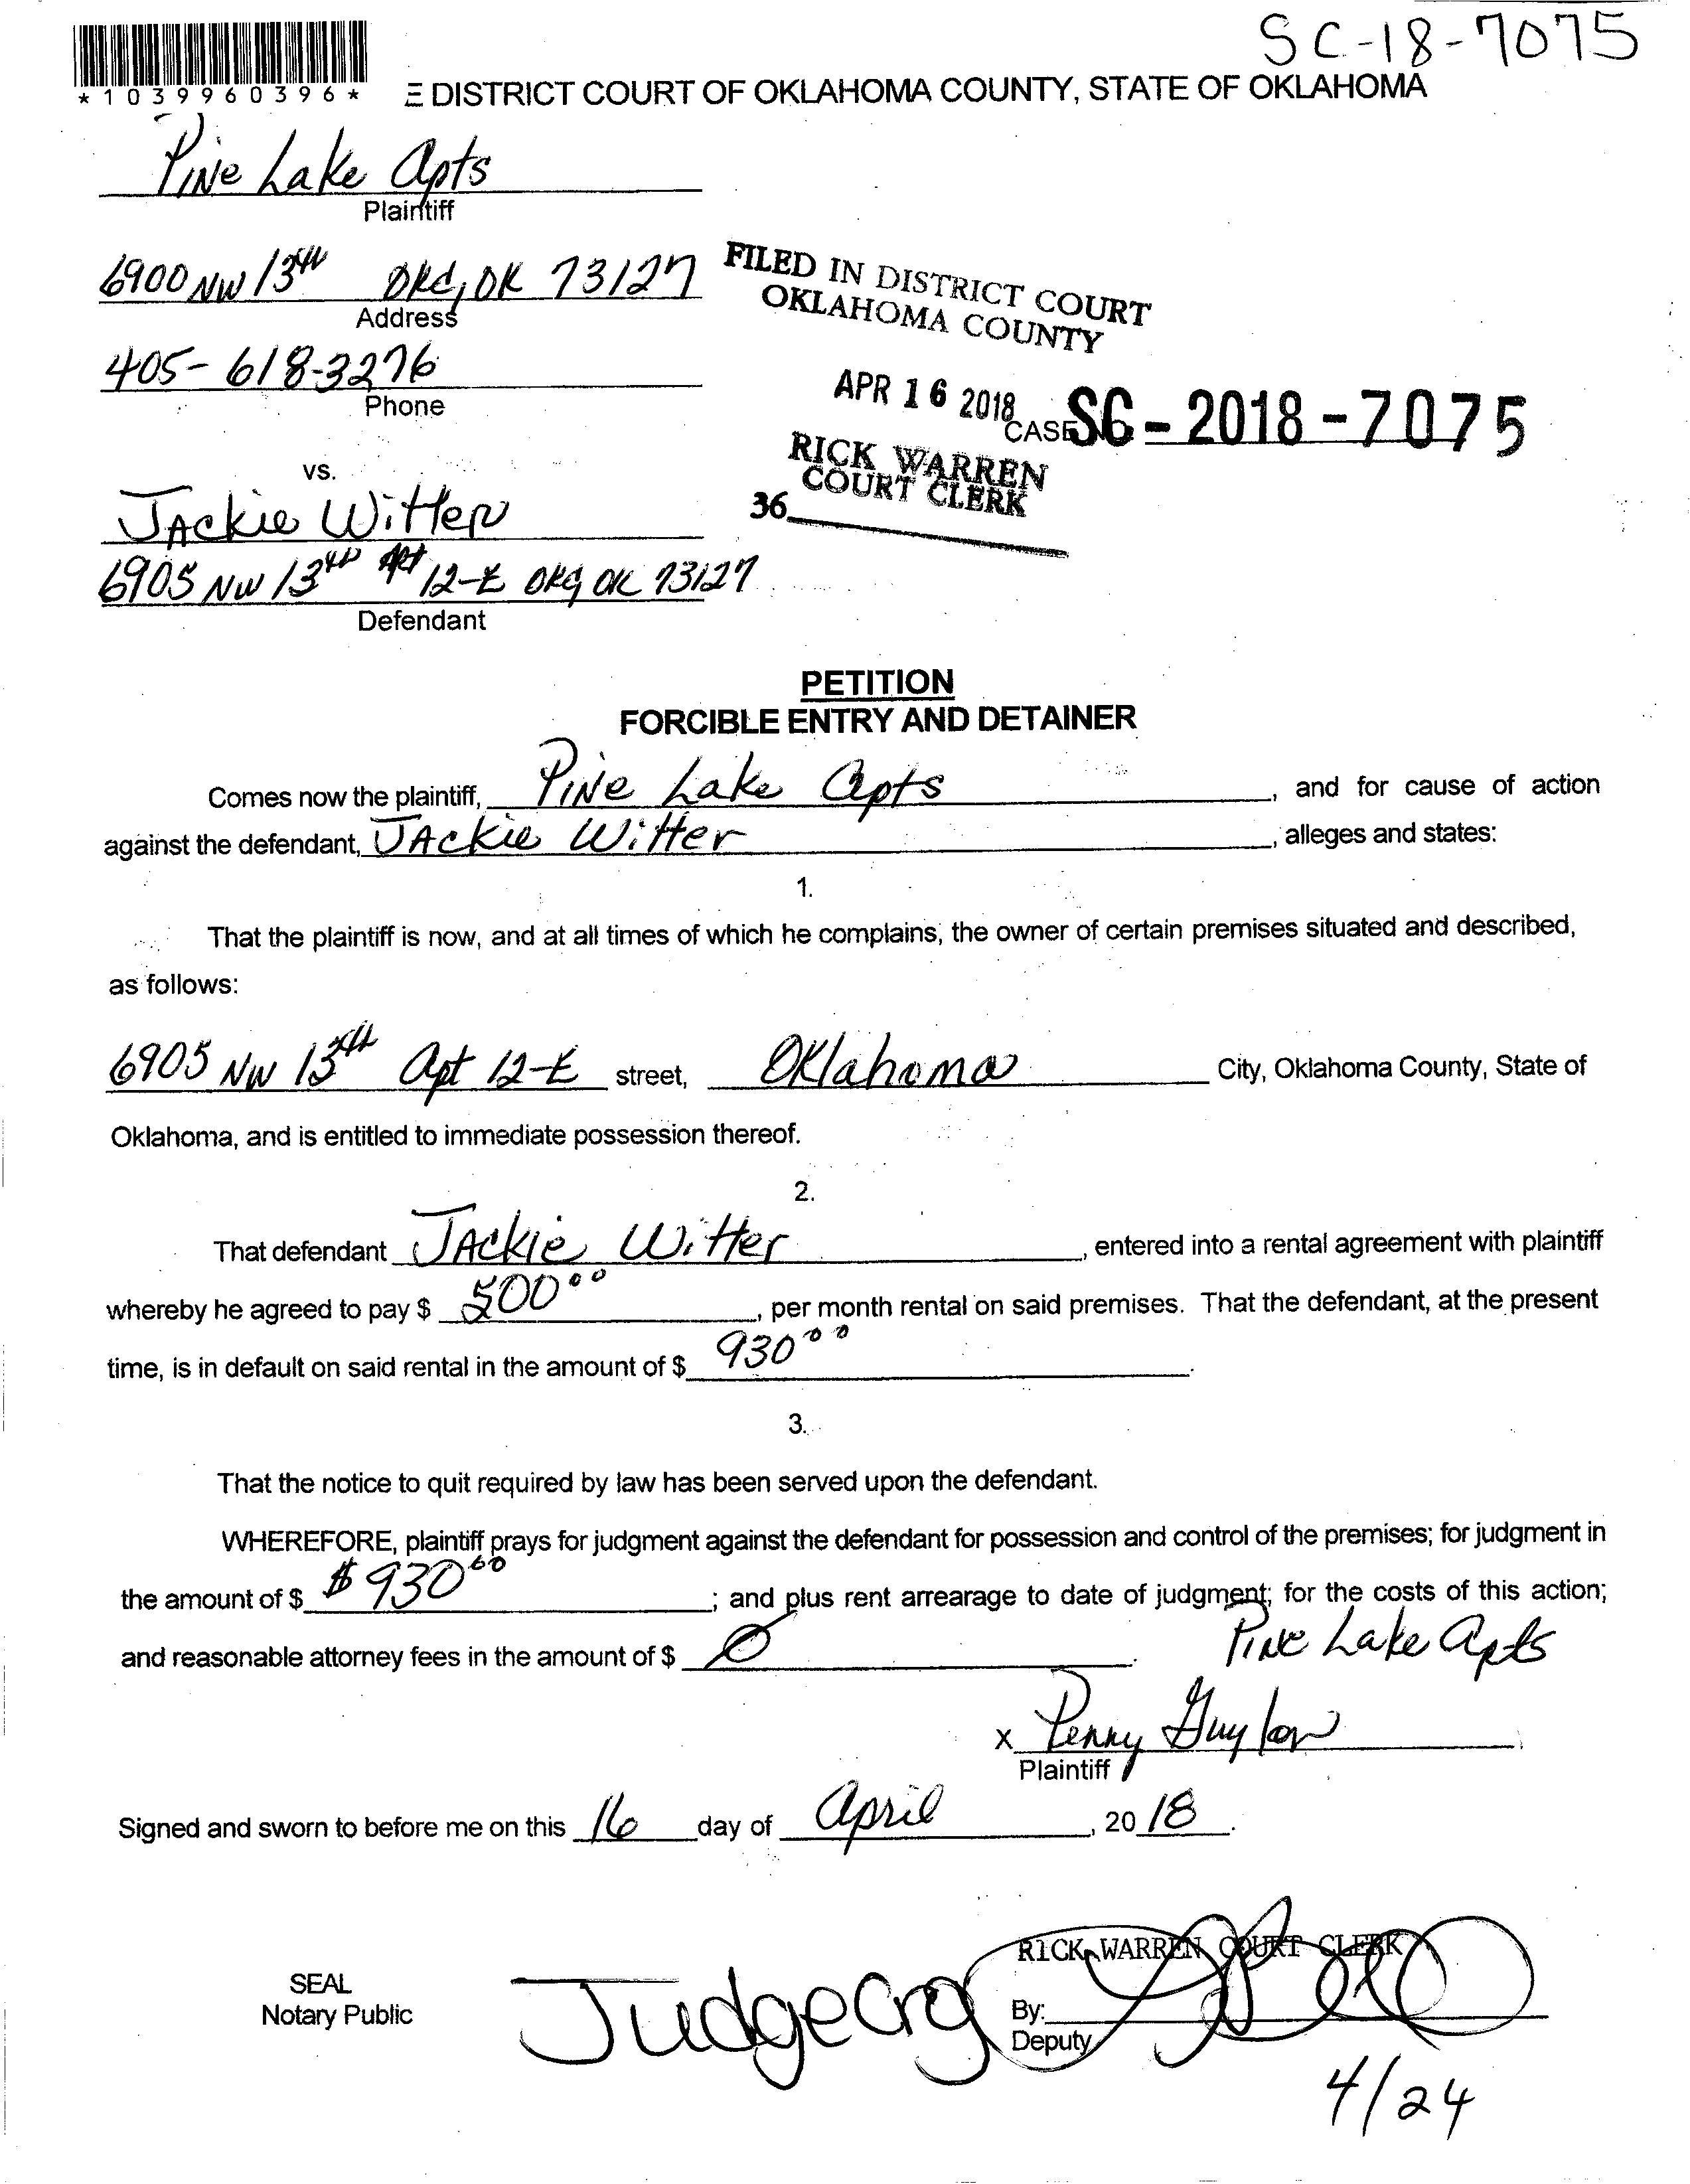 SC-18-7075
*1039960396*
E DISTRICT COURT OF OKLAHOMA COUNTY, STATE OF OKLAHOMA
Pine Lake Apts
Plaintiff
6900 NW 13th OKC, OK 73127
Address
405-618-3276
Phone
FILED IN DISTRICT COURT
OKLAHOMA COUNTY
APR 16 2018
CASE SC-2018-7075
RICK WARREN
COURT CLERK
36
vs.
Jackie Witter
6905 NW 13th Apt 12-E OKC OK 73127
Defendant
PETITION
FORCIBLE ENTRY AND DETAINER
Comes now the plaintiff, Pine Lake Apts, and for cause of action
against the defendant, Jackie Witter, alleges and states:
1.
That the plaintiff is now, and at all times of which he complains, the owner of certain premises situated and described,
as follows:
6905 NW 13th Apt 12-E street, Oklahoma City, Oklahoma County, State of
Oklahoma, and is entitled to immediate possession thereof.
2.
That defendant Jackie Witter, entered into a rental agreement with plaintiff
whereby he agreed to pay $ 500 00, per month rental on said premises. That the defendant, at the present
time, is in default on said rental in the amount of $ 930 00.
3.
That the notice to quit required by law has been served upon the defendant.
WHEREFORE, plaintiff prays for judgment against the defendant for possession and control of the premises; for judgment in
the amount of $ $930 00; and plus rent arrearage to date of judgment; for the costs of this action;
and reasonable attorney fees in the amount of $ 0.
Pine Lake Apts
x Penny Guylor
Plaintiff
Signed and sworn to before me on this 16 day of April, 2018.
SEAL
Notary Public
RICK WARREN COURT CLERK
By:
Deputy
4/24